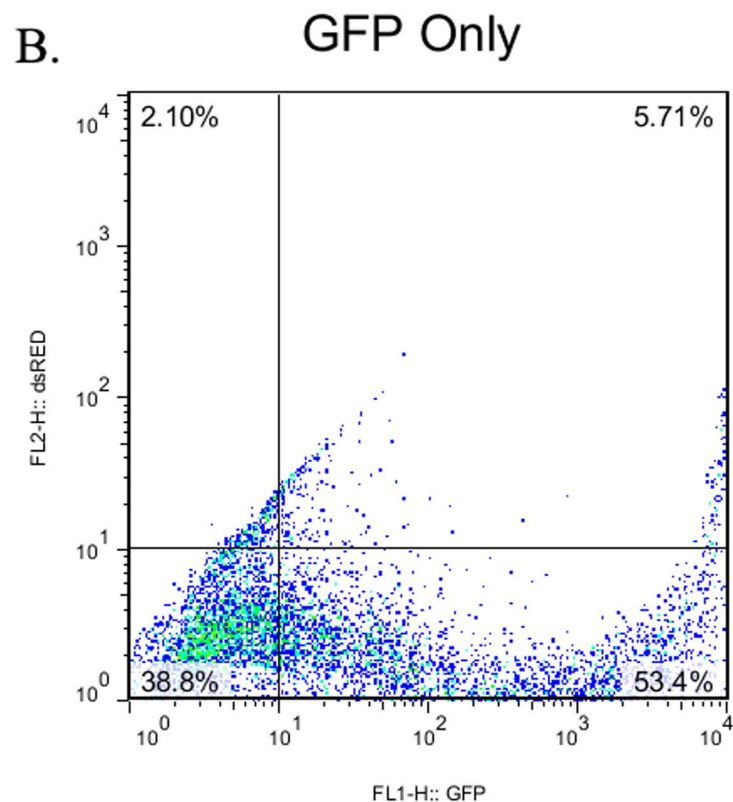 B.
GFP Only
2.10%
5.71%
10^4
10^3
10^2
10^1
10^0
FL2-H:: dsRED
38.8%
53.4%
10^0 10^1 10^2 10^3 10^4
FL1-H:: GFP